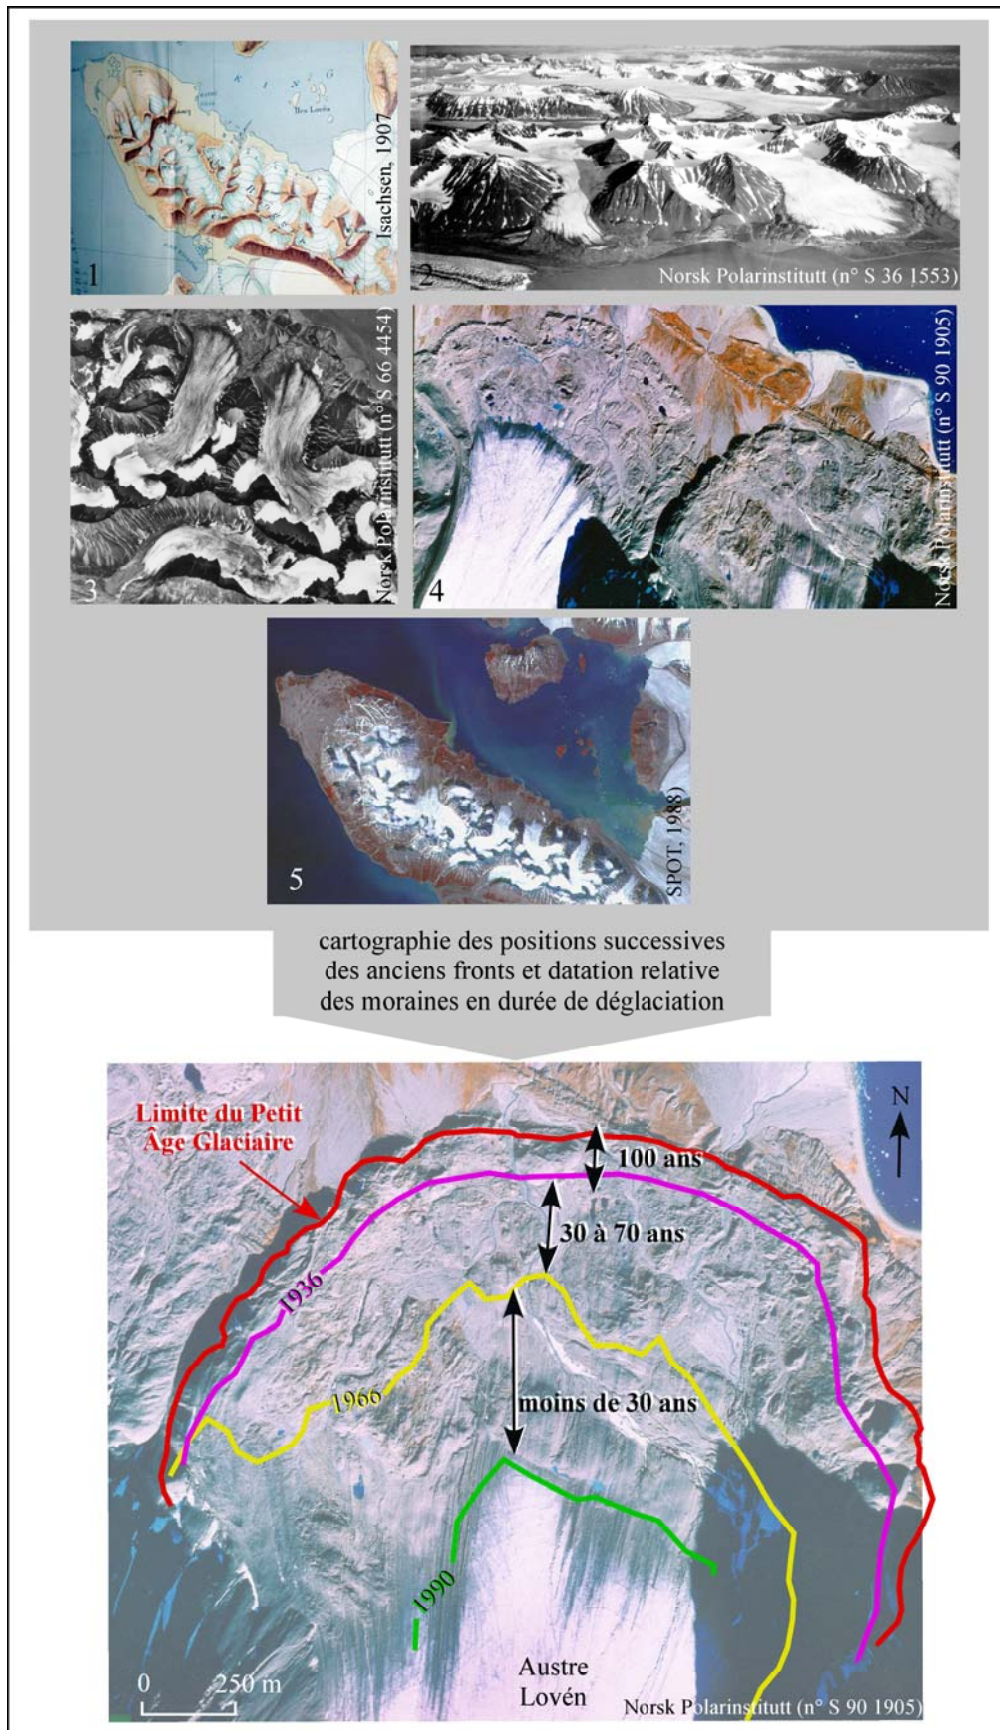 Isachsen, 1907
1
2
Norsk Polarinstitutt (n° S 36 1553)
Norsk Polarinstitutt (n° S 66 4454)
3
4
Norsk Polarinstitutt (n° S 90 1905)
5
SPOT, 1988)
cartographie des positions successives
des anciens fronts et datation relative
des moraines en durée de déglaciation
Limite du Petit
Âge Glaciaire
N
100 ans
30 à 70 ans
1936
1966
moins de 30 ans
1990
0 250 m
Austre
Lovén
Norsk Polarinstitutt (n° S 90 1905)